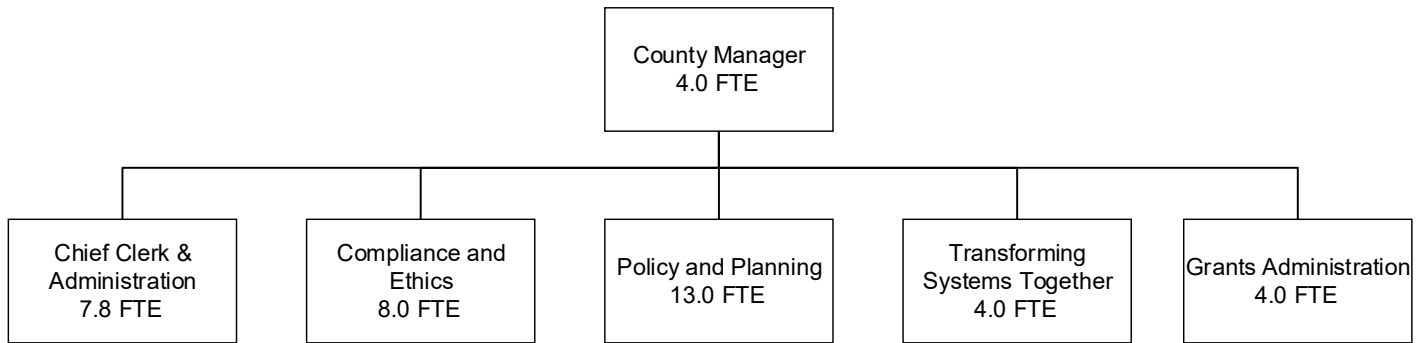 County Manager
4.0 FTE
Chief Clerk &
Administration
7.8 FTE
Compliance and
Ethics
8.0 FTE
Policy and Planning
13.0 FTE
Transforming
Systems Together
4.0 FTE
Grants Administration
4.0 FTE